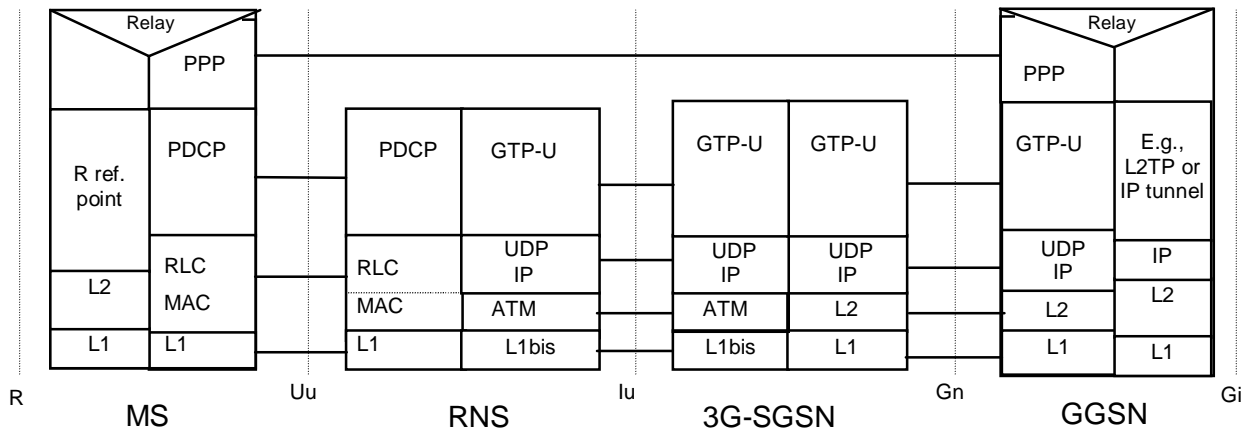 Relay
PPP
R ref.
point
PDCP
RLC
MAC
L2
L1
L1
PDCP
GTP-U
RLC
UDP
IP
MAC
ATM
L1
L1bis
GTP-U
GTP-U
UDP
IP
UDP
IP
ATM
L2
L1bis
L1
Relay
PPP
GTP-U
E.g.,
L2TP or
IP tunnel
UDP
IP
IP
L2
L2
L1
L1
R
Uu
Iu
Gn
Gi
MS
RNS
3G-SGSN
GGSN